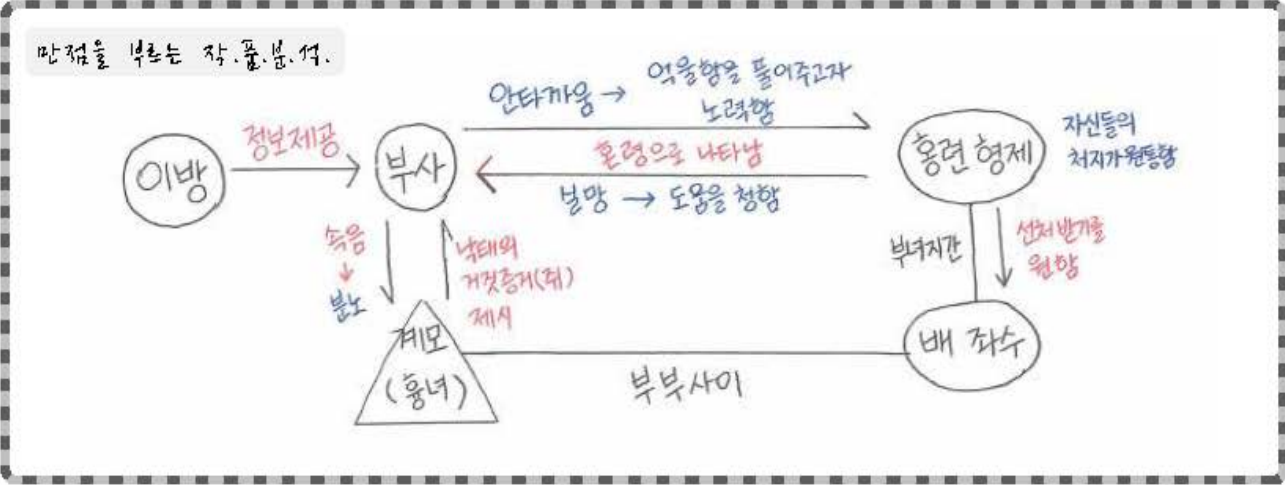 만점을 부르는 작.품.분.석.
안타까움 → 억울함을 풀어주고자
노력함
정보제공
이방
부사
혼령으로 나타남
실망 → 도움을 청함
홍련 형제
자신들의
처지가 원통함
속음
↓
분노
낙태의
거짓증거(쥐)
제시
부녀지간
선처 받기를
원함
계모
(흉녀)
부부사이
배 좌수